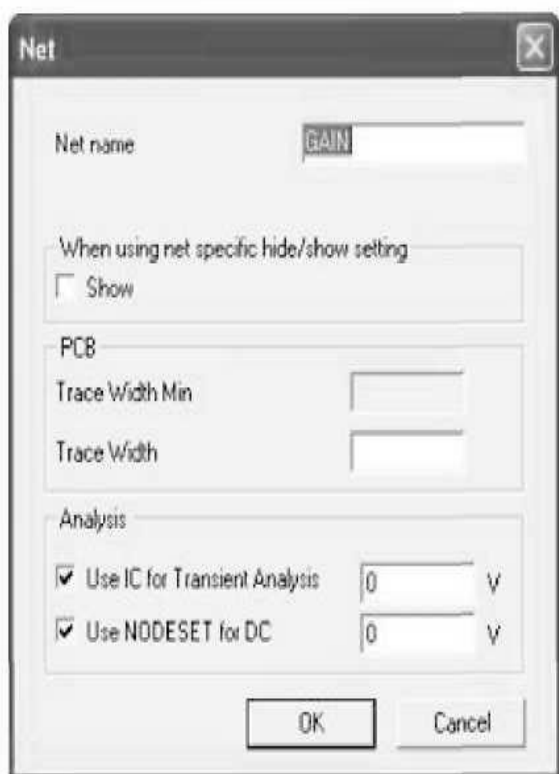 Net
Net name GAIN
When using net specific hide/show setting
Show
PCB
Trace Width Min
Trace Width
Analysis
Use IC for Transient Analysis 0 V
Use NODESET for DC 0 V
OK Cancel